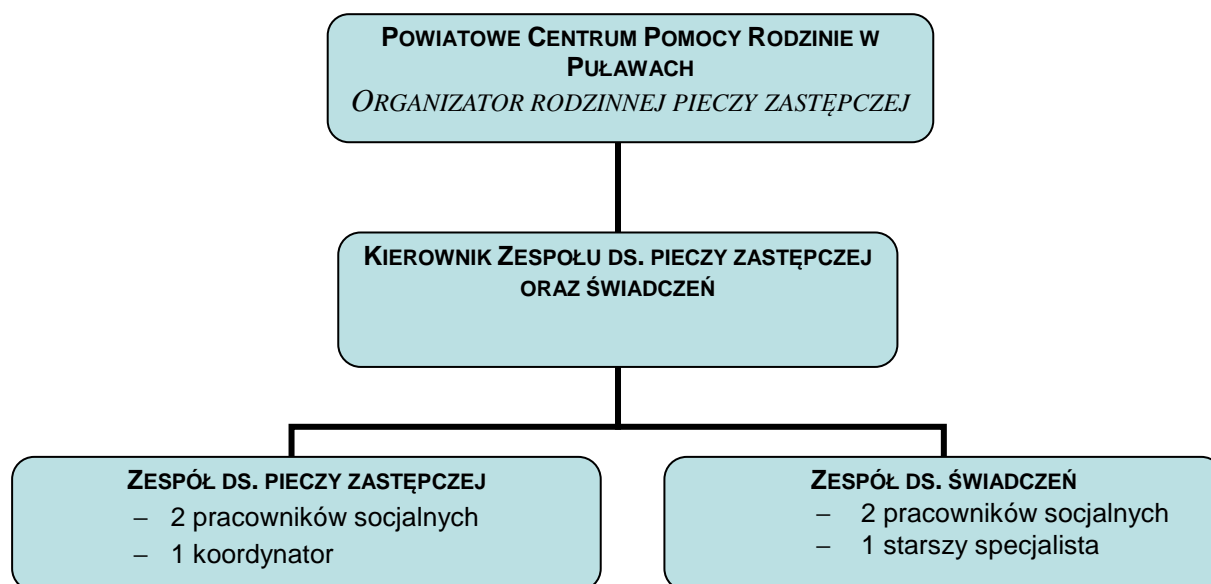 POWIATOWE CENTRUM POMOCY RODZINIE W
PUŁAWACH
ORGANIZATOR RODZINNEJ PIECZY ZASTĘPCZEJ
KIEROWNIK ZESPOŁU DS. PIECZY ZASTĘPCZEJ
ORAZ ŚWIADCZEŃ
ZESPÓŁ DS. PIECZY ZASTĘPCZEJ
– 2 pracowników socjalnych
– 1 koordynator
ZESPÓŁ DS. ŚWIADCZEŃ
– 2 pracowników socjalnych
– 1 starszy specjalista